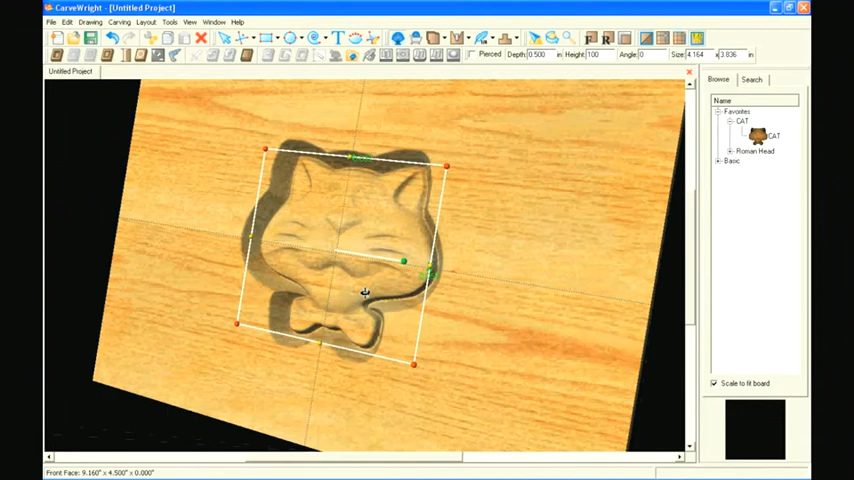 CarveWright - [Untitled Project]
File Edit Drawing Carving Layout Tools View Window Help
Pierced Depth: 0.500 in Height: 100 Angle: 0 Size: 4.164 x 3.836 in
Untitled Project
Browse Search
Name
Favorites
CAT
CAT
Roman Head
Basic
Scale to fit board
Front Face: 9.160" x 4.500" x 0.000"